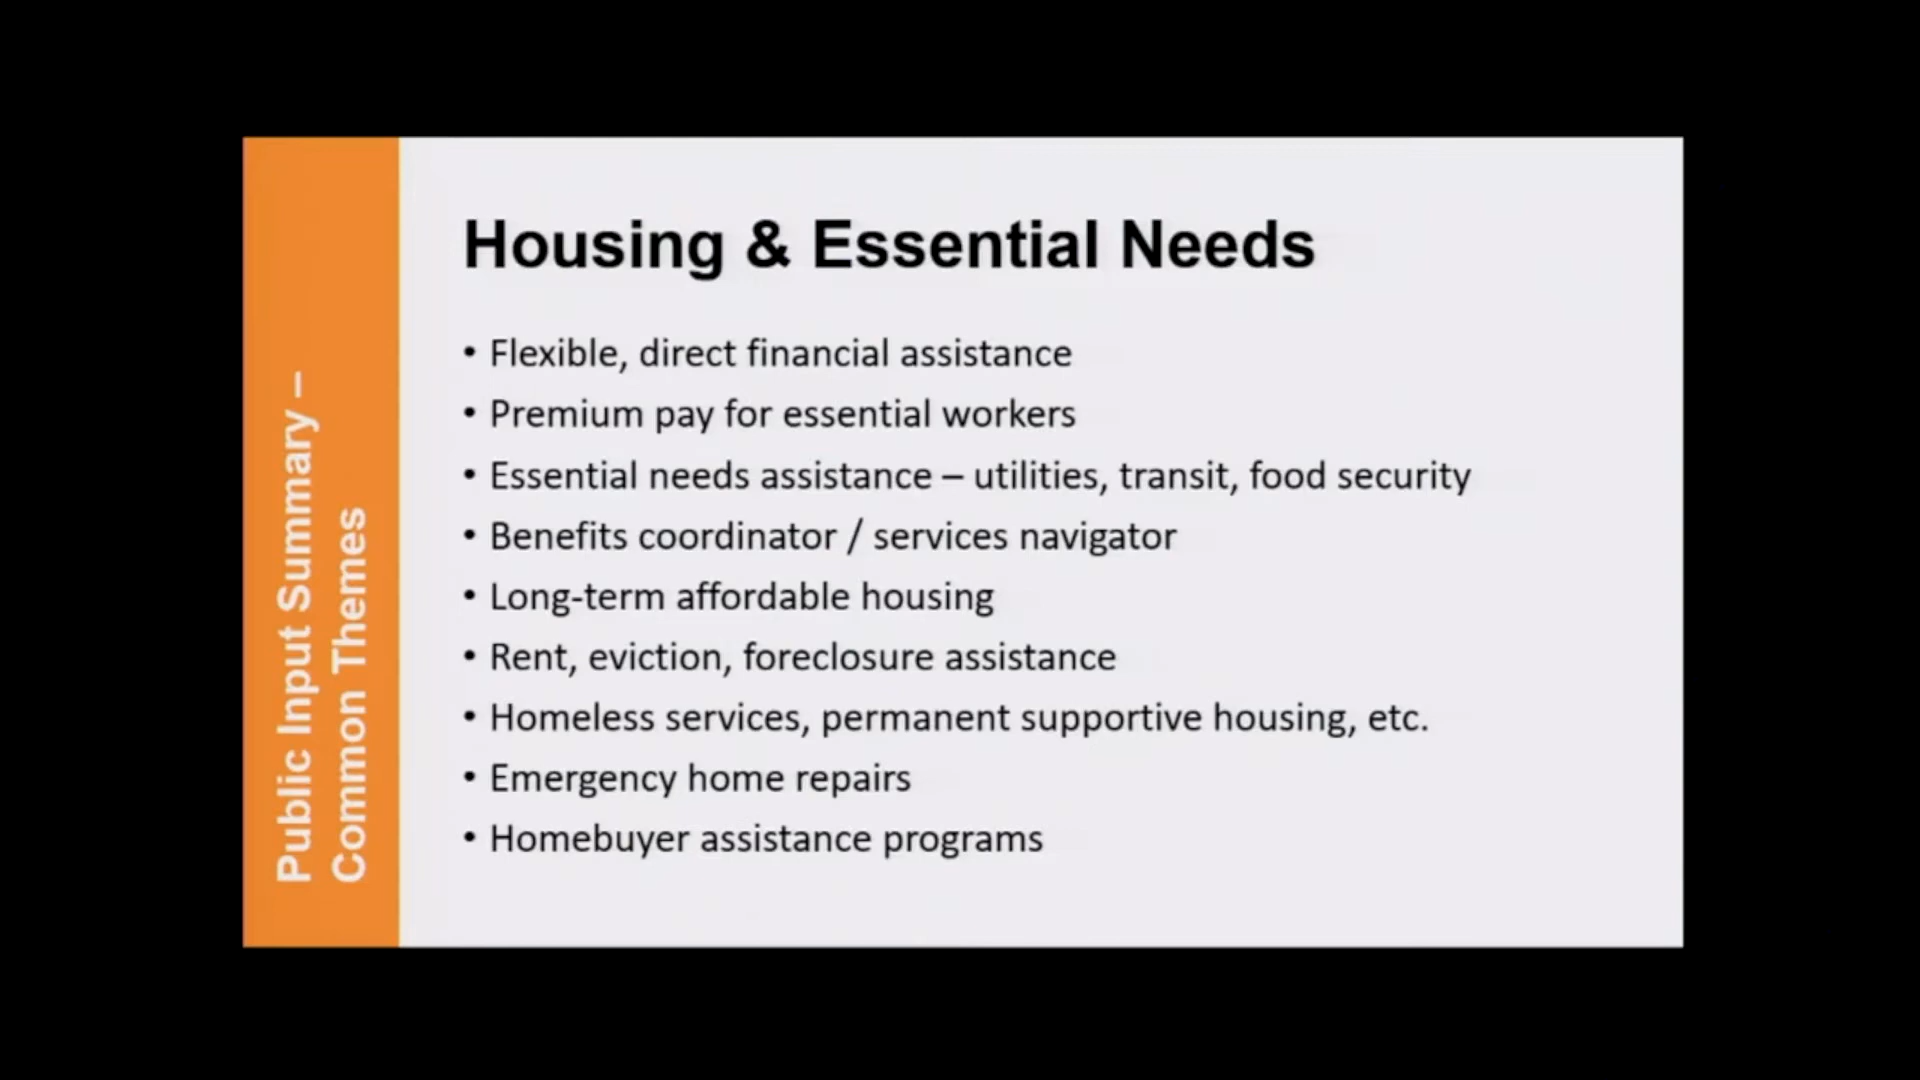 Public Input Summary –
Common Themes
Housing & Essential Needs
• Flexible, direct financial assistance
• Premium pay for essential workers
• Essential needs assistance – utilities, transit, food security
• Benefits coordinator / services navigator
• Long-term affordable housing
• Rent, eviction, foreclosure assistance
• Homeless services, permanent supportive housing, etc.
• Emergency home repairs
• Homebuyer assistance programs